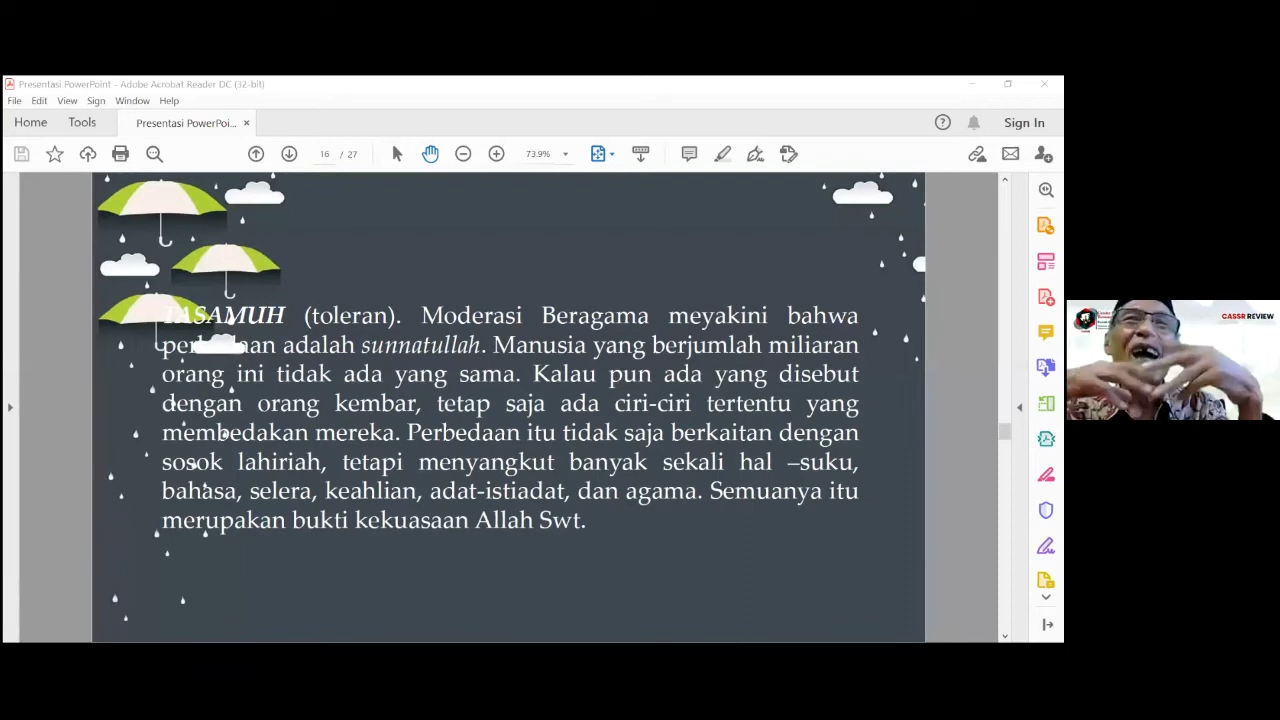 Presentasi PowerPoint - Adobe Acrobat Reader DC (32-bit)
File Edit View Sign Window Help
Home Tools Presentasi PowerPoi... × Sign In
16 / 27 73.9%
TASAMUH (toleran). Moderasi Beragama meyakini bahwa
adalah sunnatullah. Manusia yang berjumlah miliaran
orang ini tidak ada yang sama. Kalau pun ada yang disebut
dengan orang kembar, tetap saja ada ciri-ciri tertentu yang
membedakan mereka. Perbedaan itu tidak saja berkaitan dengan
sosok lahiriah, tetapi menyangkut banyak sekali hal –suku,
bahasa, selera, keahlian, adat-istiadat, dan agama. Semuanya itu
merupakan bukti kekuasaan Allah Swt.
CASSR REVIEW